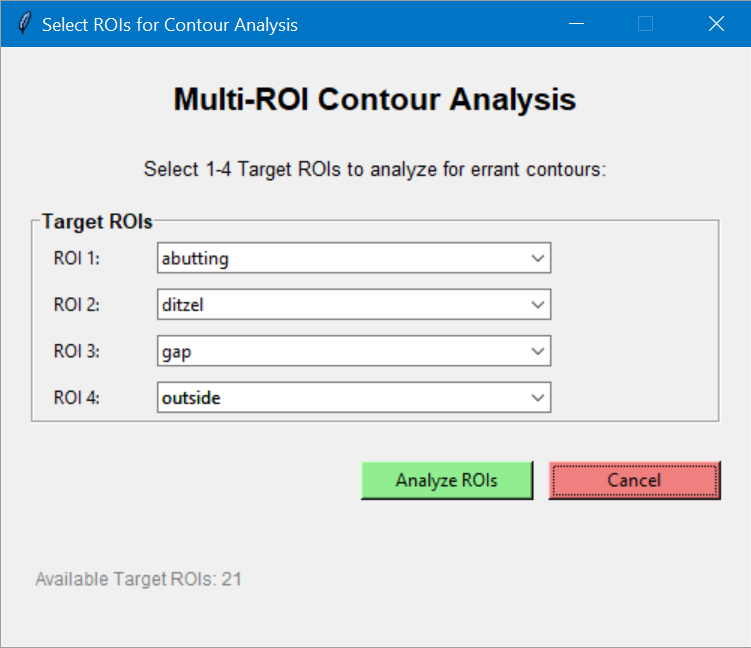 Select ROIs for Contour Analysis
Multi-ROI Contour Analysis
Select 1-4 Target ROIs to analyze for errant contours:
Target ROIs
ROI 1: abutting
ROI 2: ditzel
ROI 3: gap
ROI 4: outside
Analyze ROIs Cancel
Available Target ROIs: 21